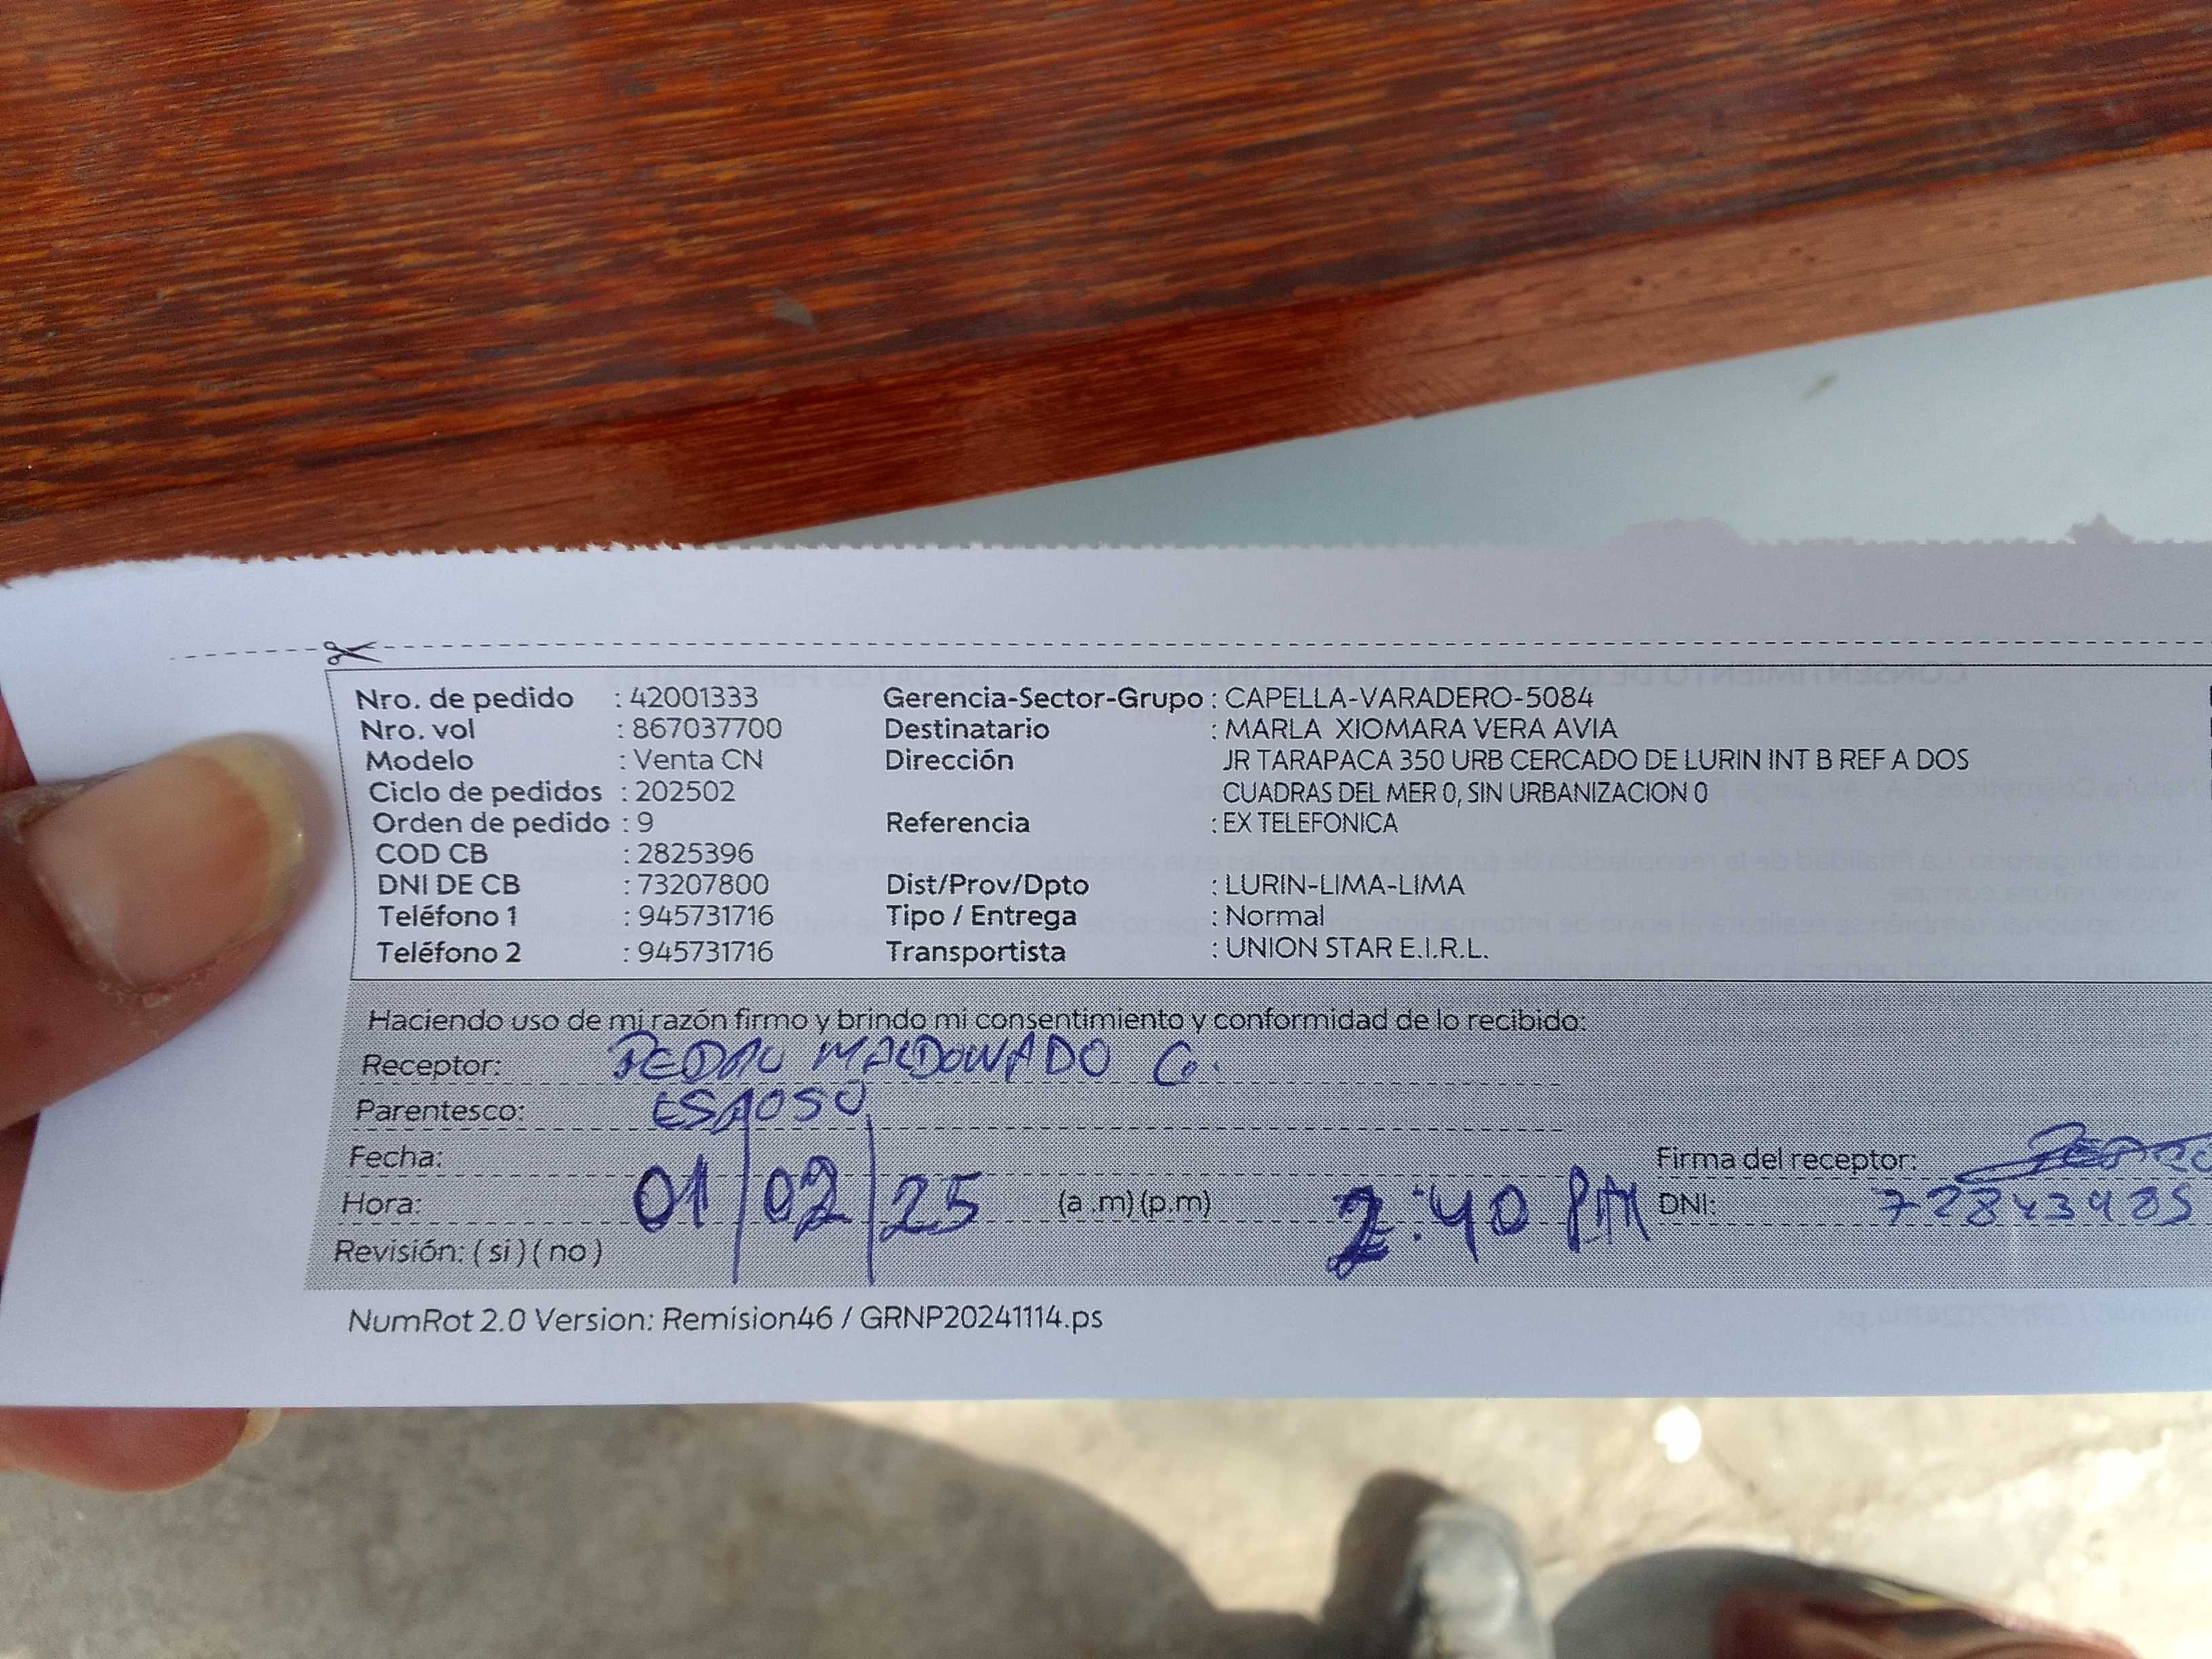 Nro. de pedido : 42001333 Gerencia-Sector-Grupo : CAPELLA-VARADERO-5084
Nro. vol : 867037700 Destinatario : MARLA XIOMARA VERA AVIA
Modelo : Venta CN Dirección JR TARAPACA 350 URB CERCADO DE LURIN INT B REF A DOS
Ciclo de pedidos : 202502 CUADRAS DEL MER 0, SIN URBANIZACION 0
Orden de pedido : 9 Referencia : EX TELEFONICA
COD CB : 2825396
DNI DE CB : 73207800 Dist/Prov/Dpto : LURIN-LIMA-LIMA
Teléfono 1 : 945731716 Tipo / Entrega : Normal
Teléfono 2 : 945731716 Transportista : UNION STAR E.I.R.L.
Haciendo uso de mi razón firmo y brindo mi consentimiento y conformidad de lo recibido:
Receptor: PEDRO MALDONADO G.
Parentesco: ESPOSO
Fecha: Firma del receptor:
Hora: 01/02/25 (a .m) (p.m) 2:40 PM DNI:
Revisión: ( si ) ( no )
NumRot 2.0 Version: Remision46 / GRNP20241114.ps